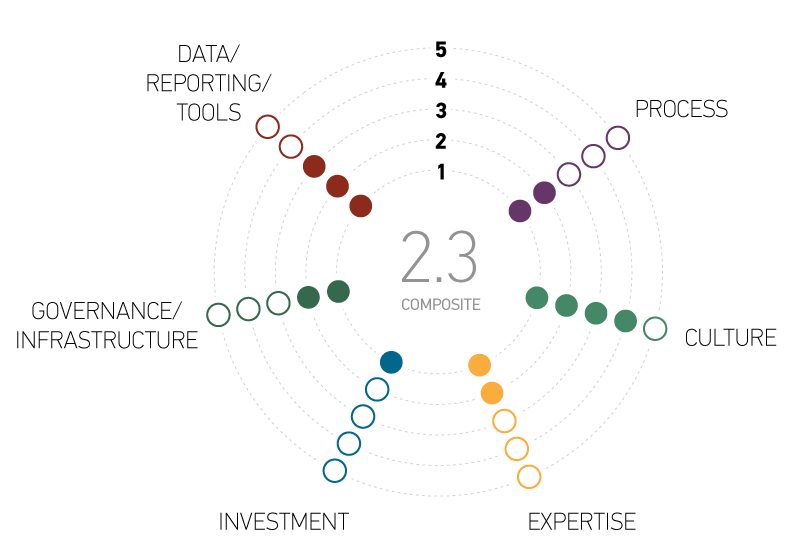 5
4
3
2
1
DATA/
REPORTING/
TOOLS
PROCESS
2.3
COMPOSITE
GOVERNANCE/
INFRASTRUCTURE
CULTURE
INVESTMENT
EXPERTISE